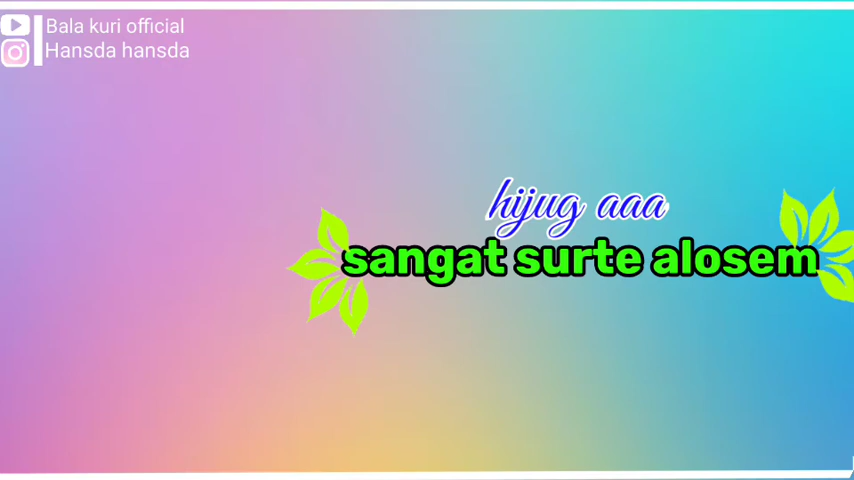 Bala kuri official
Hansda hansda
hijug aaa
sangat surte alosem